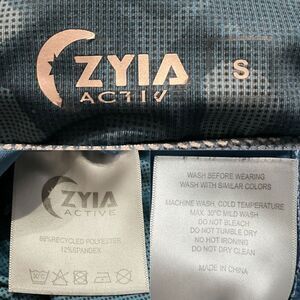 ZYIA
ACTIV
S
ZYIA
ACTIVE
88%RECYCLED POLYESTER
12%SPANDEX
WASH BEFORE WEARING
WASH WITH SIMILAR COLORS
MACHINE WASH, COLD TEMPERATURE
MAX. 30°C MILD WASH
DO NOT BLEACH
DO NOT TUMBLE DRY
NO IRONING
DO NOT DRY CLEAN
MADE IN CHINA